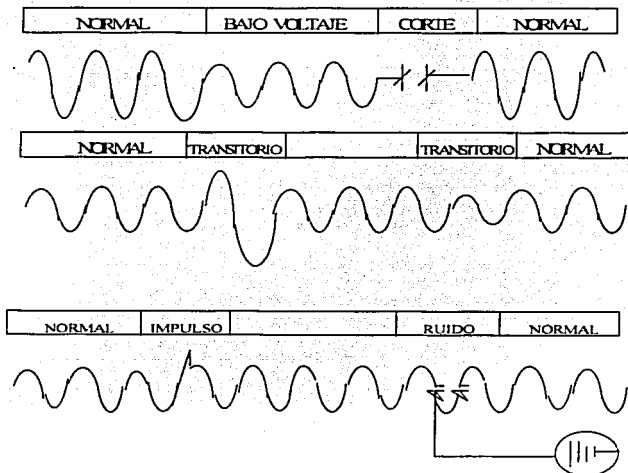 NORMAL BAJO VOLTAJE CORTE NORMAL
NORMAL TRANSITORIO TRANSITORIO NORMAL
NORMAL IMPULSO RUIDO NORMAL